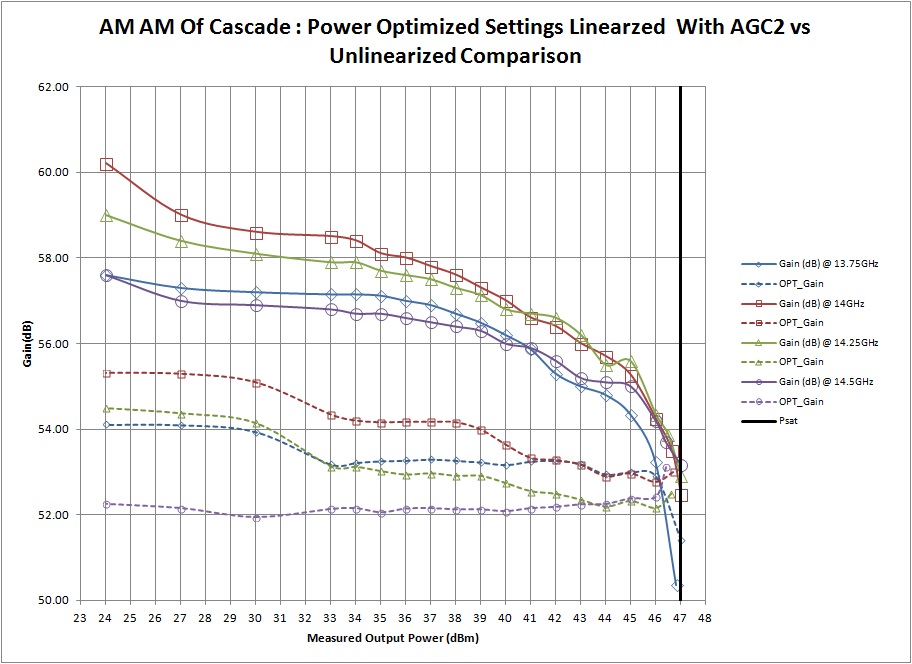 AM AM Of Cascade : Power Optimized Settings Linearzed With AGC2 vs
Unlinearized Comparison
62.00
60.00
58.00
56.00
54.00
52.00
50.00
Gain(dB)
23 24 27 28 29 30 31 32 33 34 35 36 37 38 39 40 41 42 43 44 45 46 47 48
Measured Output Power (dBm)
Gain (dB) @ 13.75GHz
OPT_Gain
Gain (dB) @ 14GHz
OPT_Gain
Gain (dB) @ 14.25GHz
OPT_Gain
Gain (dB) @ 14.5GHz
OPT_Gain
Psat